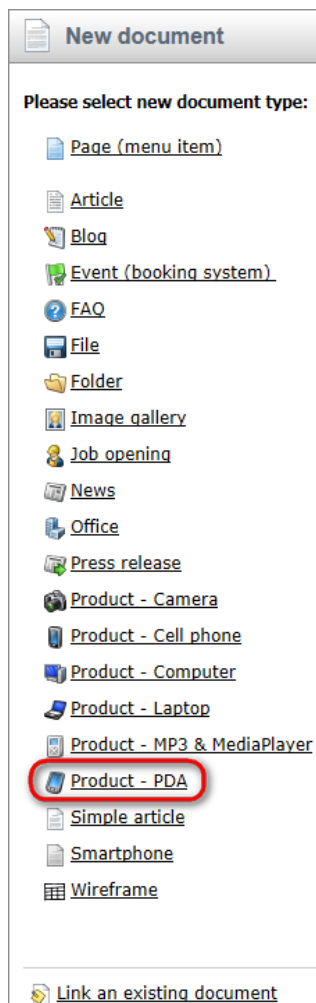 New document
Please select new document type:
Page (menu item)
Article
Blog
Event (booking system)
FAQ
File
Folder
Image gallery
Job opening
News
Office
Press release
Product - Camera
Product - Cell phone
Product - Computer
Product - Laptop
Product - MP3 & MediaPlayer
Product - PDA
Simple article
Smartphone
Wireframe
Link an existing document